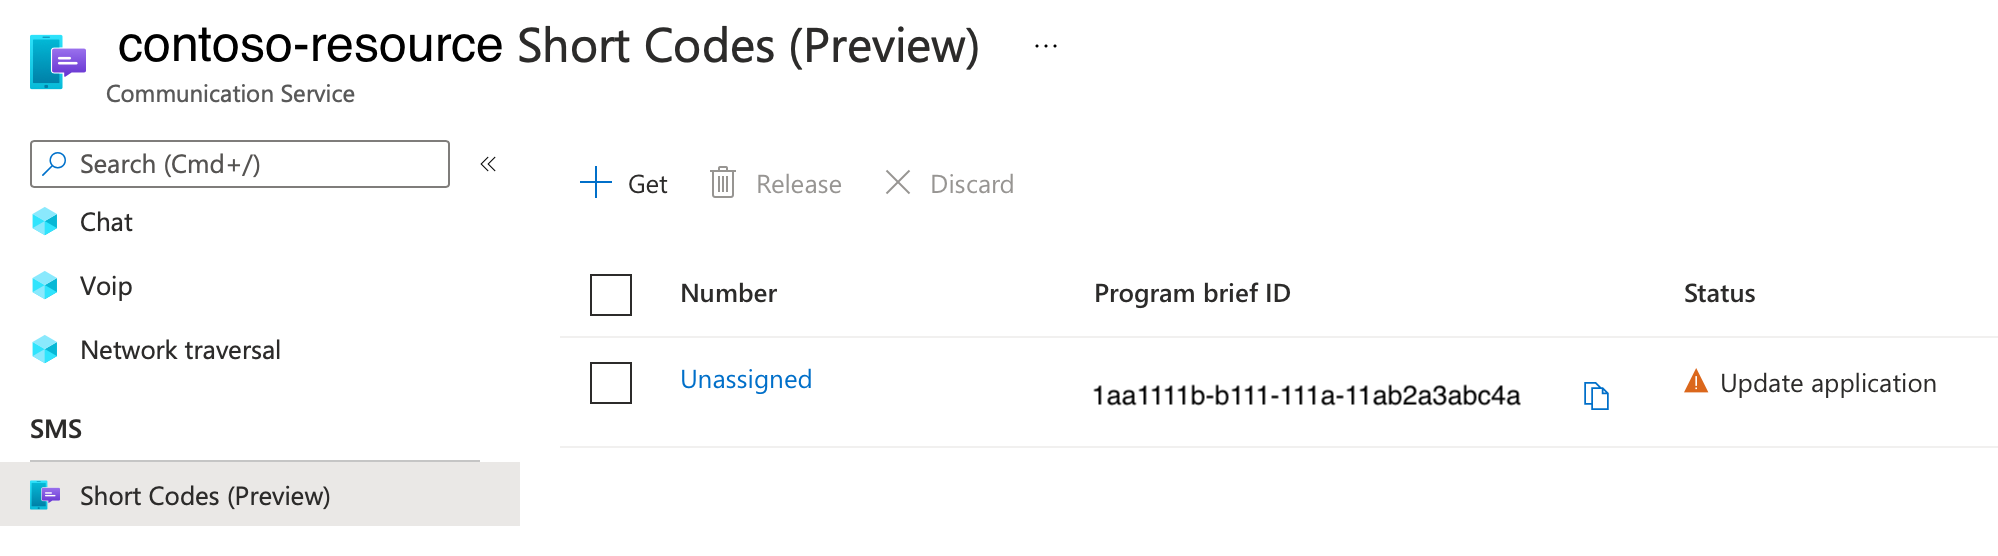 contoso-resource Short Codes (Preview) ...
Communication Service
Search (Cmd+/) «
Chat
Voip
Network traversal
SMS
Short Codes (Preview)
Get Release Discard
Number Program brief ID Status
Unassigned 1aa1111b-b111-111a-11ab2a3abc4a Update application